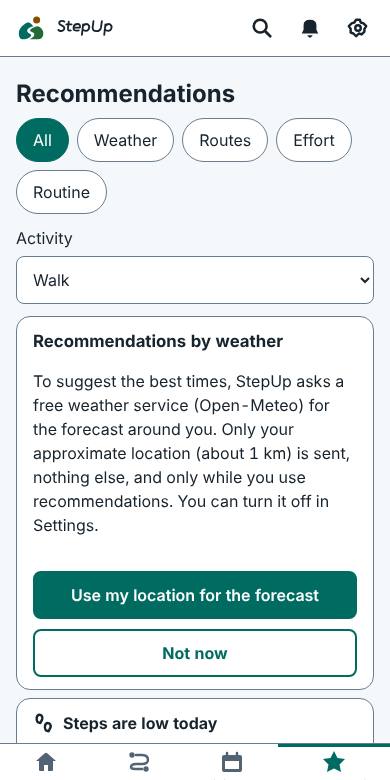 StepUp
Recommendations
All
Weather
Routes
Effort
Routine
Activity
Walk
Recommendations by weather
To suggest the best times, StepUp asks a
free weather service (Open-Meteo) for
the forecast around you. Only your
approximate location (about 1 km) is sent,
nothing else, and only while you use
recommendations. You can turn it off in
Settings.
Use my location for the forecast
Not now
Steps are low today